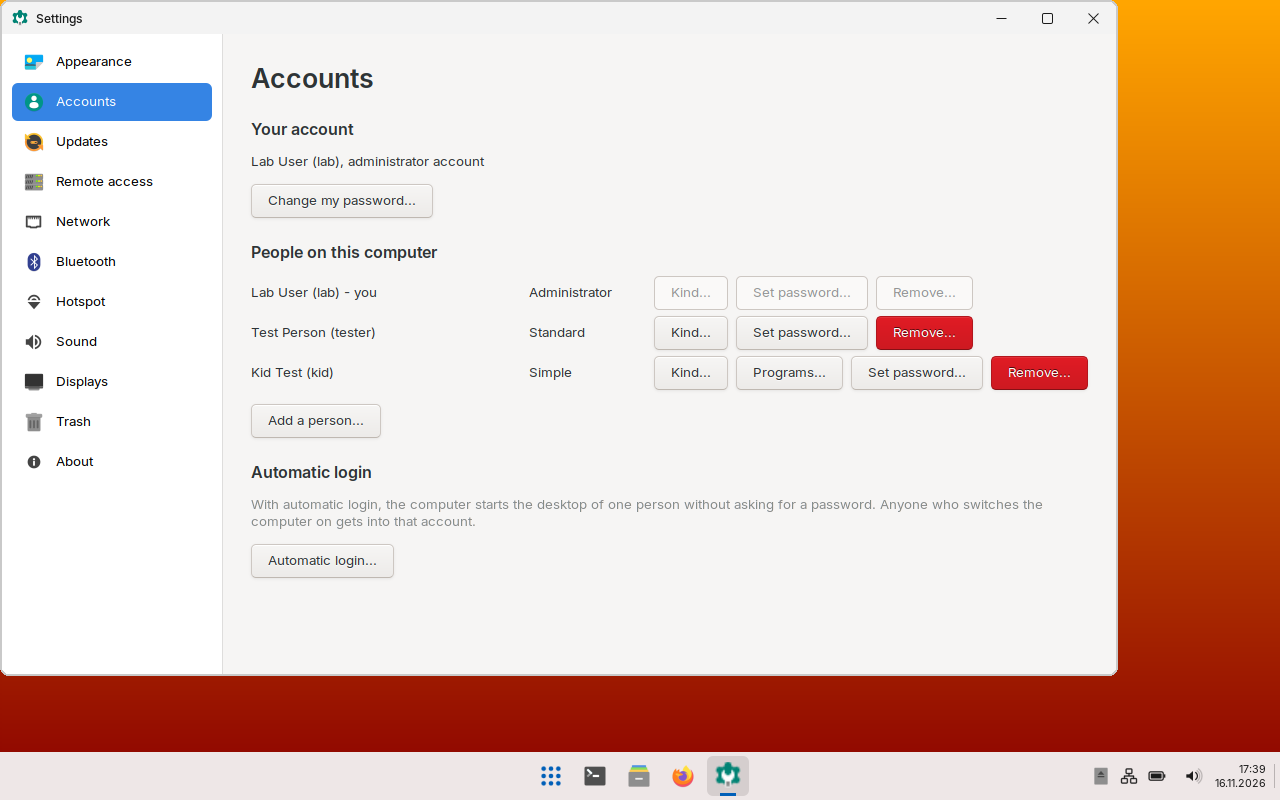 Settings
Appearance
Accounts
Updates
Remote access
Network
Bluetooth
Hotspot
Sound
Displays
Trash
About
Accounts
Your account
Lab User (lab), administrator account
Change my password...
People on this computer
Lab User (lab) - you Administrator Kind... Set password... Remove...
Test Person (tester) Standard Kind... Set password... Remove...
Kid Test (kid) Simple Kind... Programs... Set password... Remove...
Add a person...
Automatic login
With automatic login, the computer starts the desktop of one person without asking for a password. Anyone who switches the
computer on gets into that account.
Automatic login...
17:39
16.11.2026